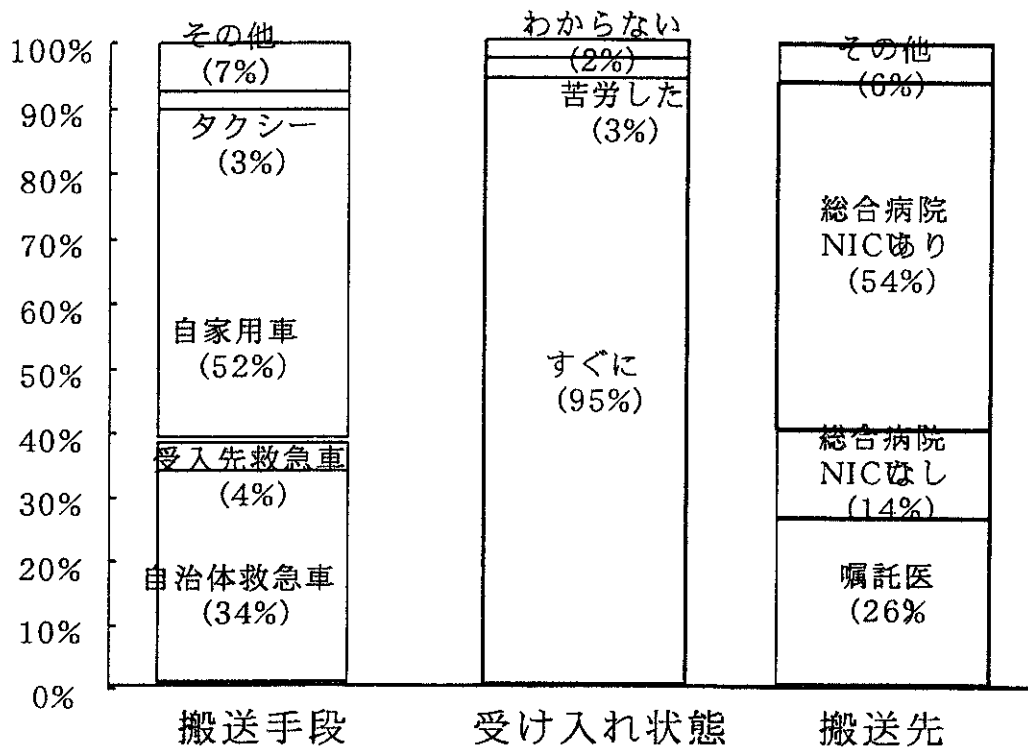 100%
90%
80%
70%
60%
50%
40%
30%
20%
10%
0%
その他
(7%)
タクシー
(3%)
自家用車
(52%)
受入先救急車
(4%)
自治体救急車
(34%)
搬送手段
わからない
(2%)
苦労した
(3%)
すぐに
(95%)
受け入れ状態
その他
(6%)
総合病院
NICUあり
(54%)
総合病院
NICUなし
(14%)
嘱託医
(26%
搬送先